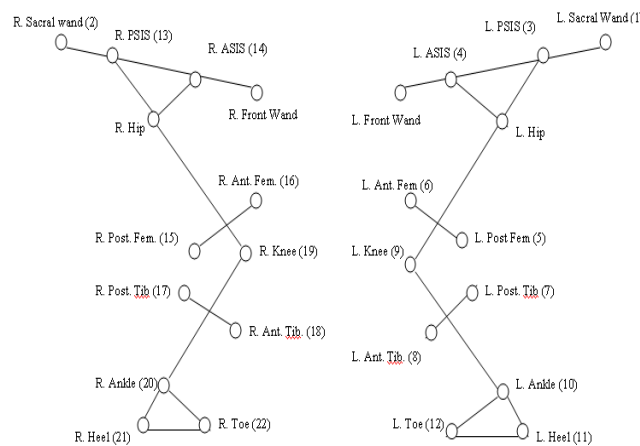 R. Sacral wand (2)
R. PSIS (13)
R. ASIS (14)
R. Front Wand
R. Hip
R. Ant. Fem. (16)
R. Post. Fem. (15)
R. Knee (19)
R. Post. Tib (17)
R. Ant. Tib. (18)
R. Ankle (20)
R. Heel (21)
R. Toe (22)
L. Sacral Wand (1
L. PSIS (3)
L. ASIS (4)
L. Front Wand
L. Hip
L. Ant. Fem (6)
L. Post Fem (5)
L. Knee (9)
L. Post. Tib (7)
L. Ant. Tib. (8)
L. Ankle (10)
L. Toe (12)
L. Heel (11)